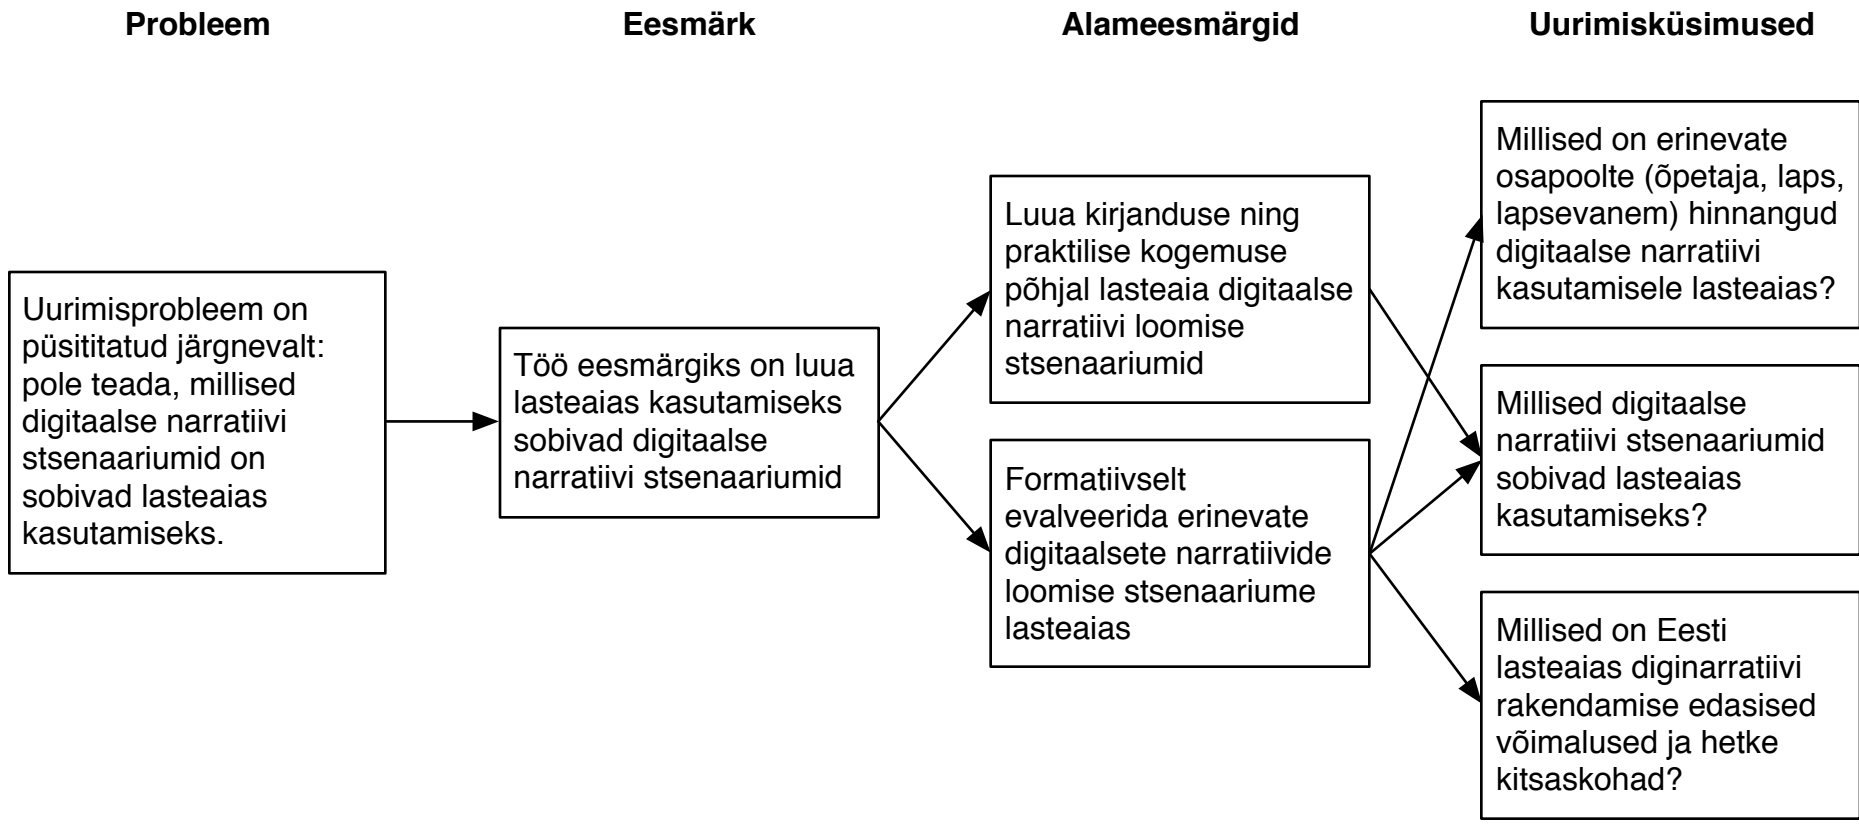 Probleem
Eesmärk
Alameesmärgid
Uurimisküsimused
Uurimisprobleem on
püsititatud järgnevalt:
pole teada, millised
digitaalse narratiivi
stsenaariumid on
sobivad lasteaias
kasutamiseks.
Töö eesmärgiks on luua
lasteaias kasutamiseks
sobivad digitaalse
narratiivi stsenaariumid
Luua kirjanduse ning
praktilise kogemuse
põhjal lasteaia digitaalse
narratiivi loomise
stsenaariumid
Formatiivselt
evalveerida erinevate
digitaalsete narratiivide
loomise stsenaariume
lasteaias
Millised on erinevate
osapoolte (õpetaja, laps,
lapsevanem) hinnangud
digitaalse narratiivi
kasutamisele lasteaias?
Millised digitaalse
narratiivi stsenaariumid
sobivad lasteaias
kasutamiseks?
Millised on Eesti
lasteaias diginarratiivi
rakendamise edasised
võimalused ja hetke
kitsaskohad?